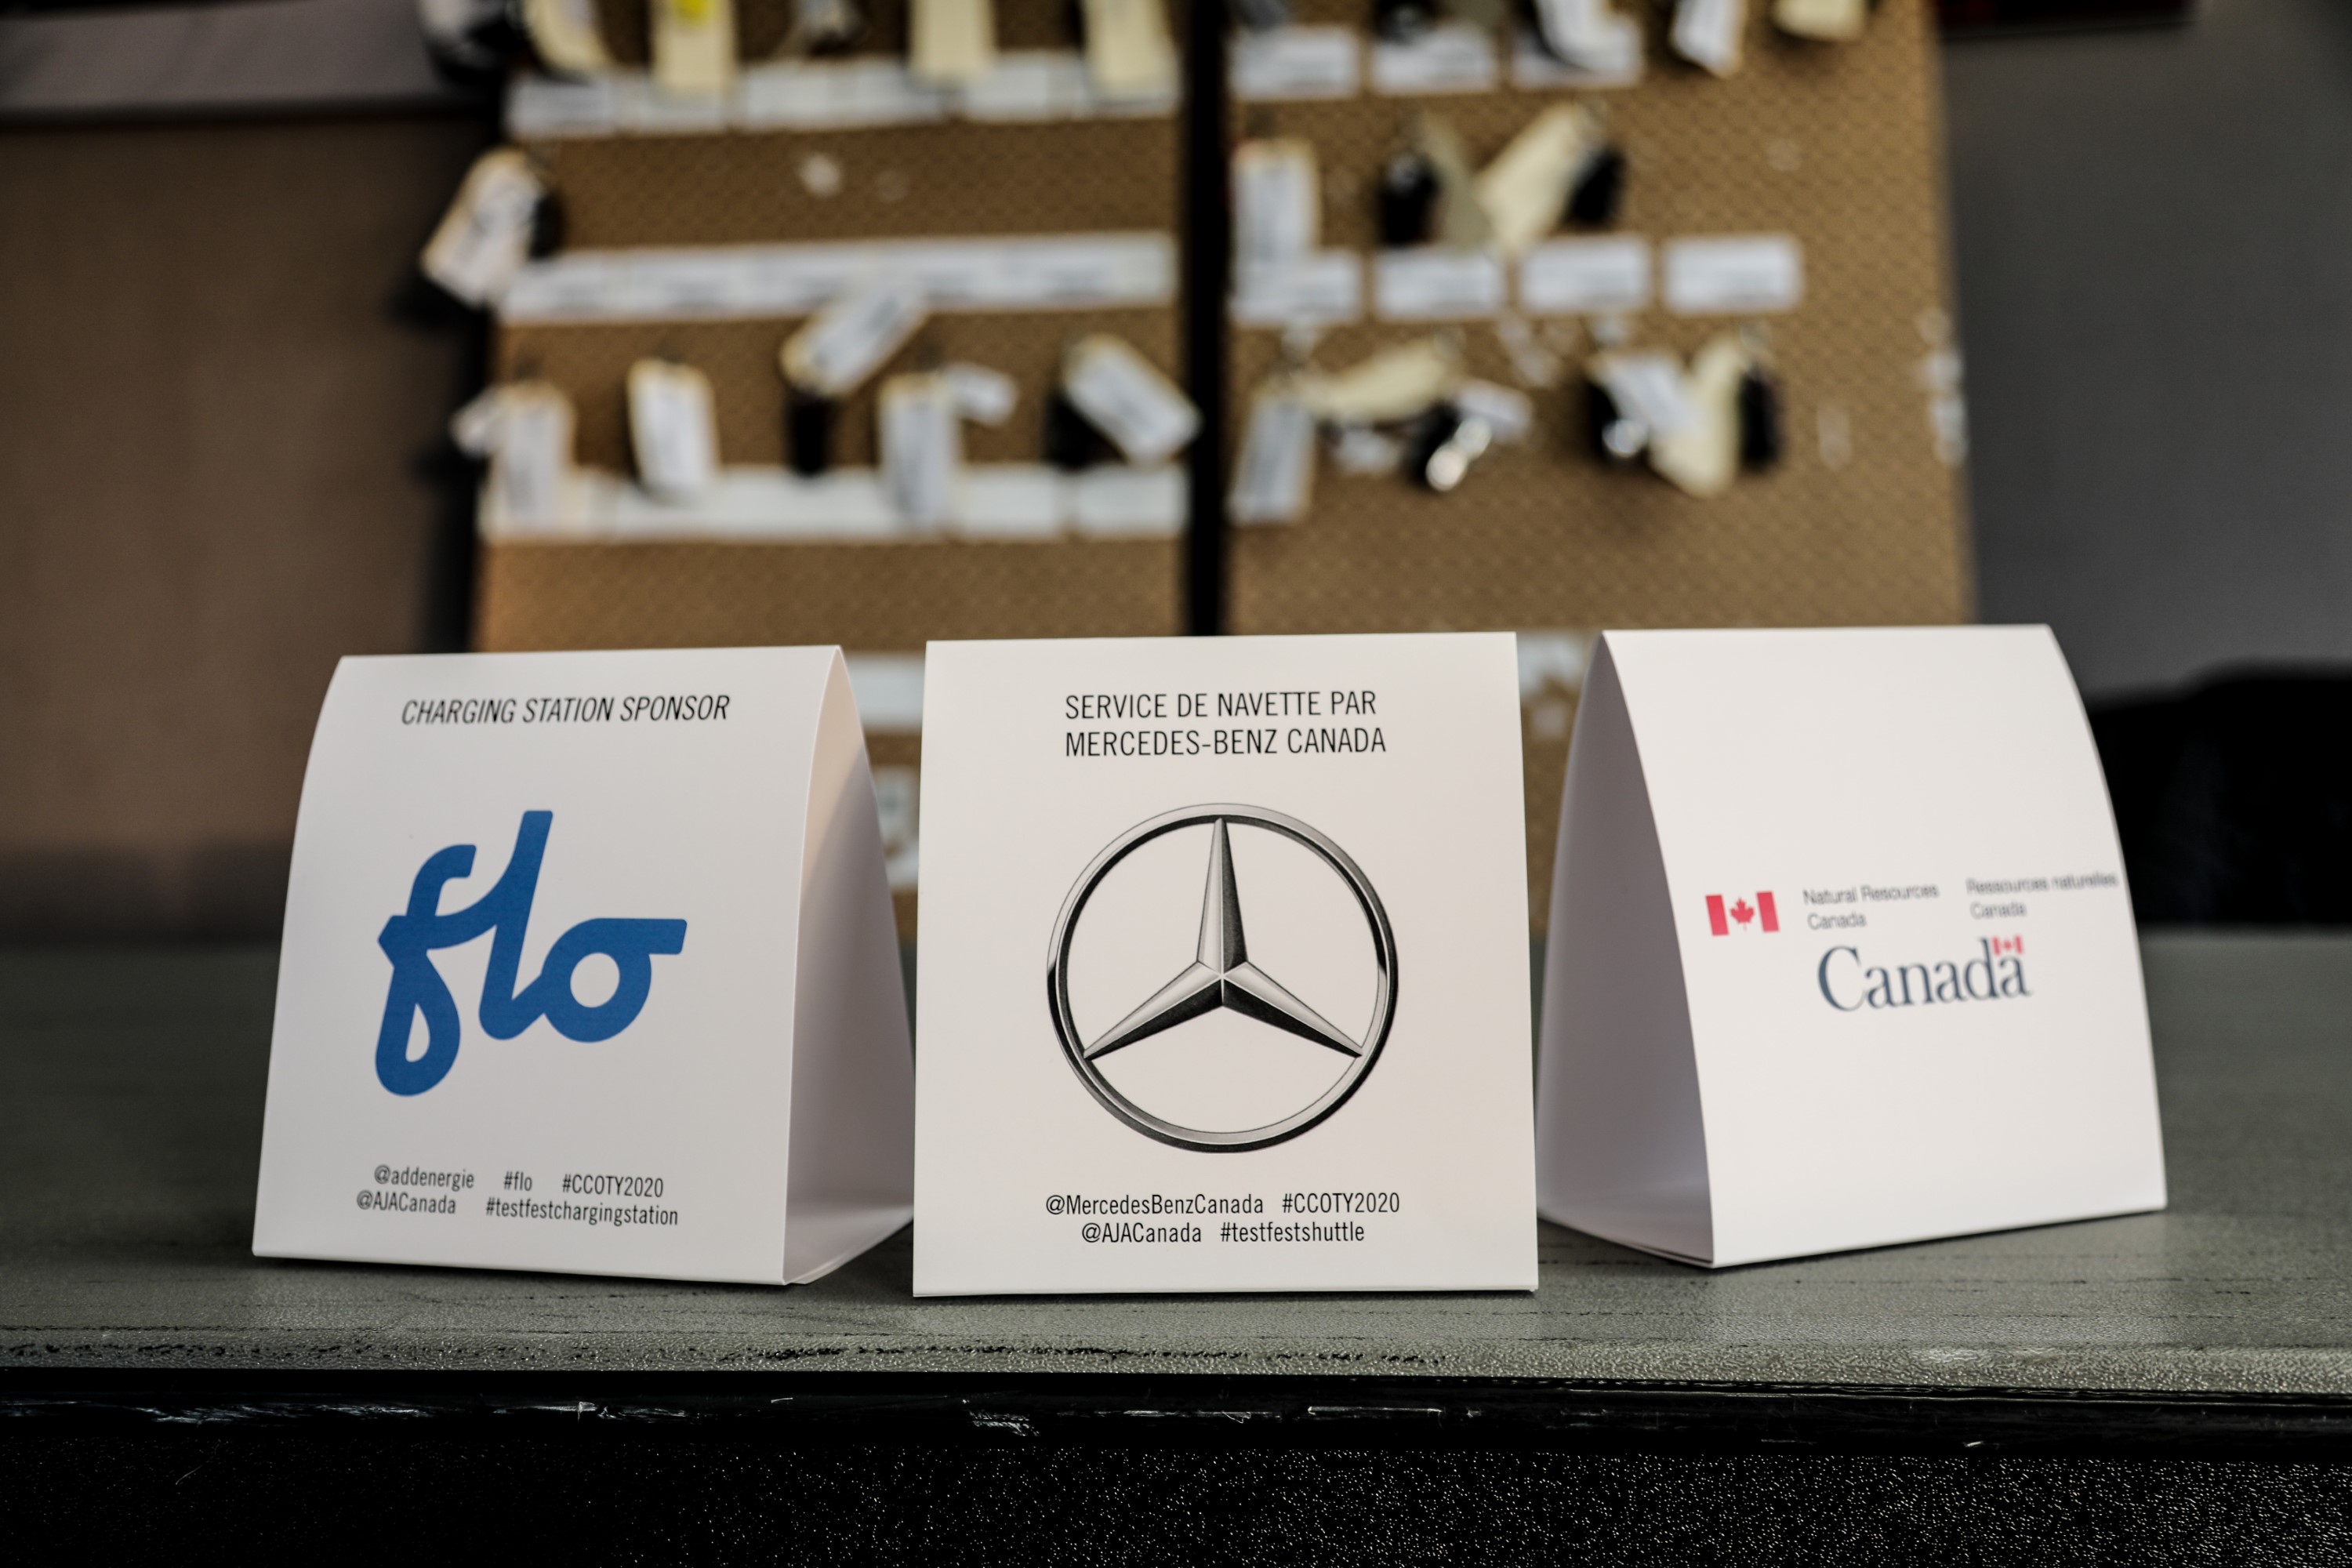 CHARGING STATION SPONSOR
flo
@addenergie #flo #CCOTY2020
@AJACanada #testfestchargingstation
SERVICE DE NAVETTE PAR
MERCEDES-BENZ CANADA
@MercedesBenzCanada #CCOTY2020
@AJACanada #testfestshuttle
Natural Resources
Canada
Ressources naturelles
Canada
Canada